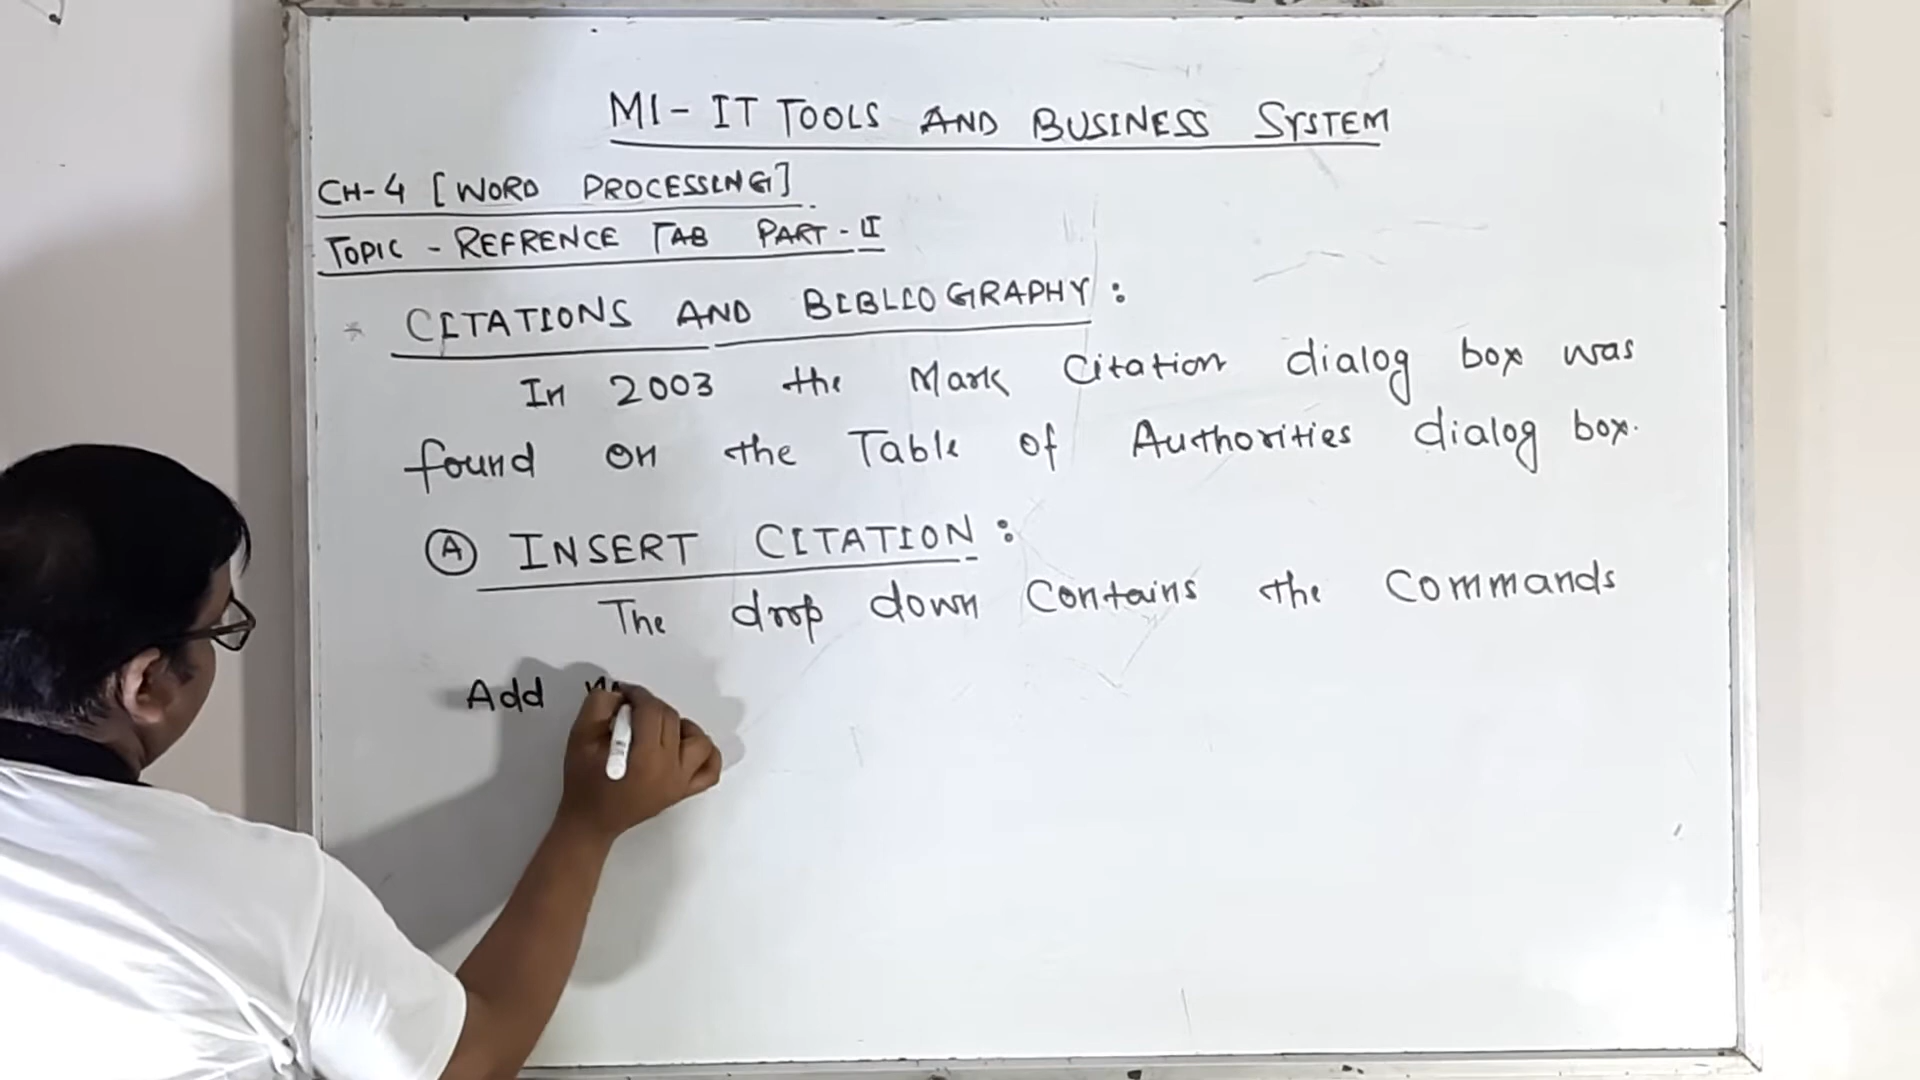 M1 - IT TOOLS AND BUSINESS SYSTEM
CH-4 [WORD PROCESSING]
TOPIC - REFRENCE TAB PART - II
* CITATIONS AND BIBLIOGRAPHY :
In 2003 the Mark Citation dialog box was
found on the Table of Authorities dialog box.
Ⓐ INSERT CITATION :
The drop down Contains the Commands
Add